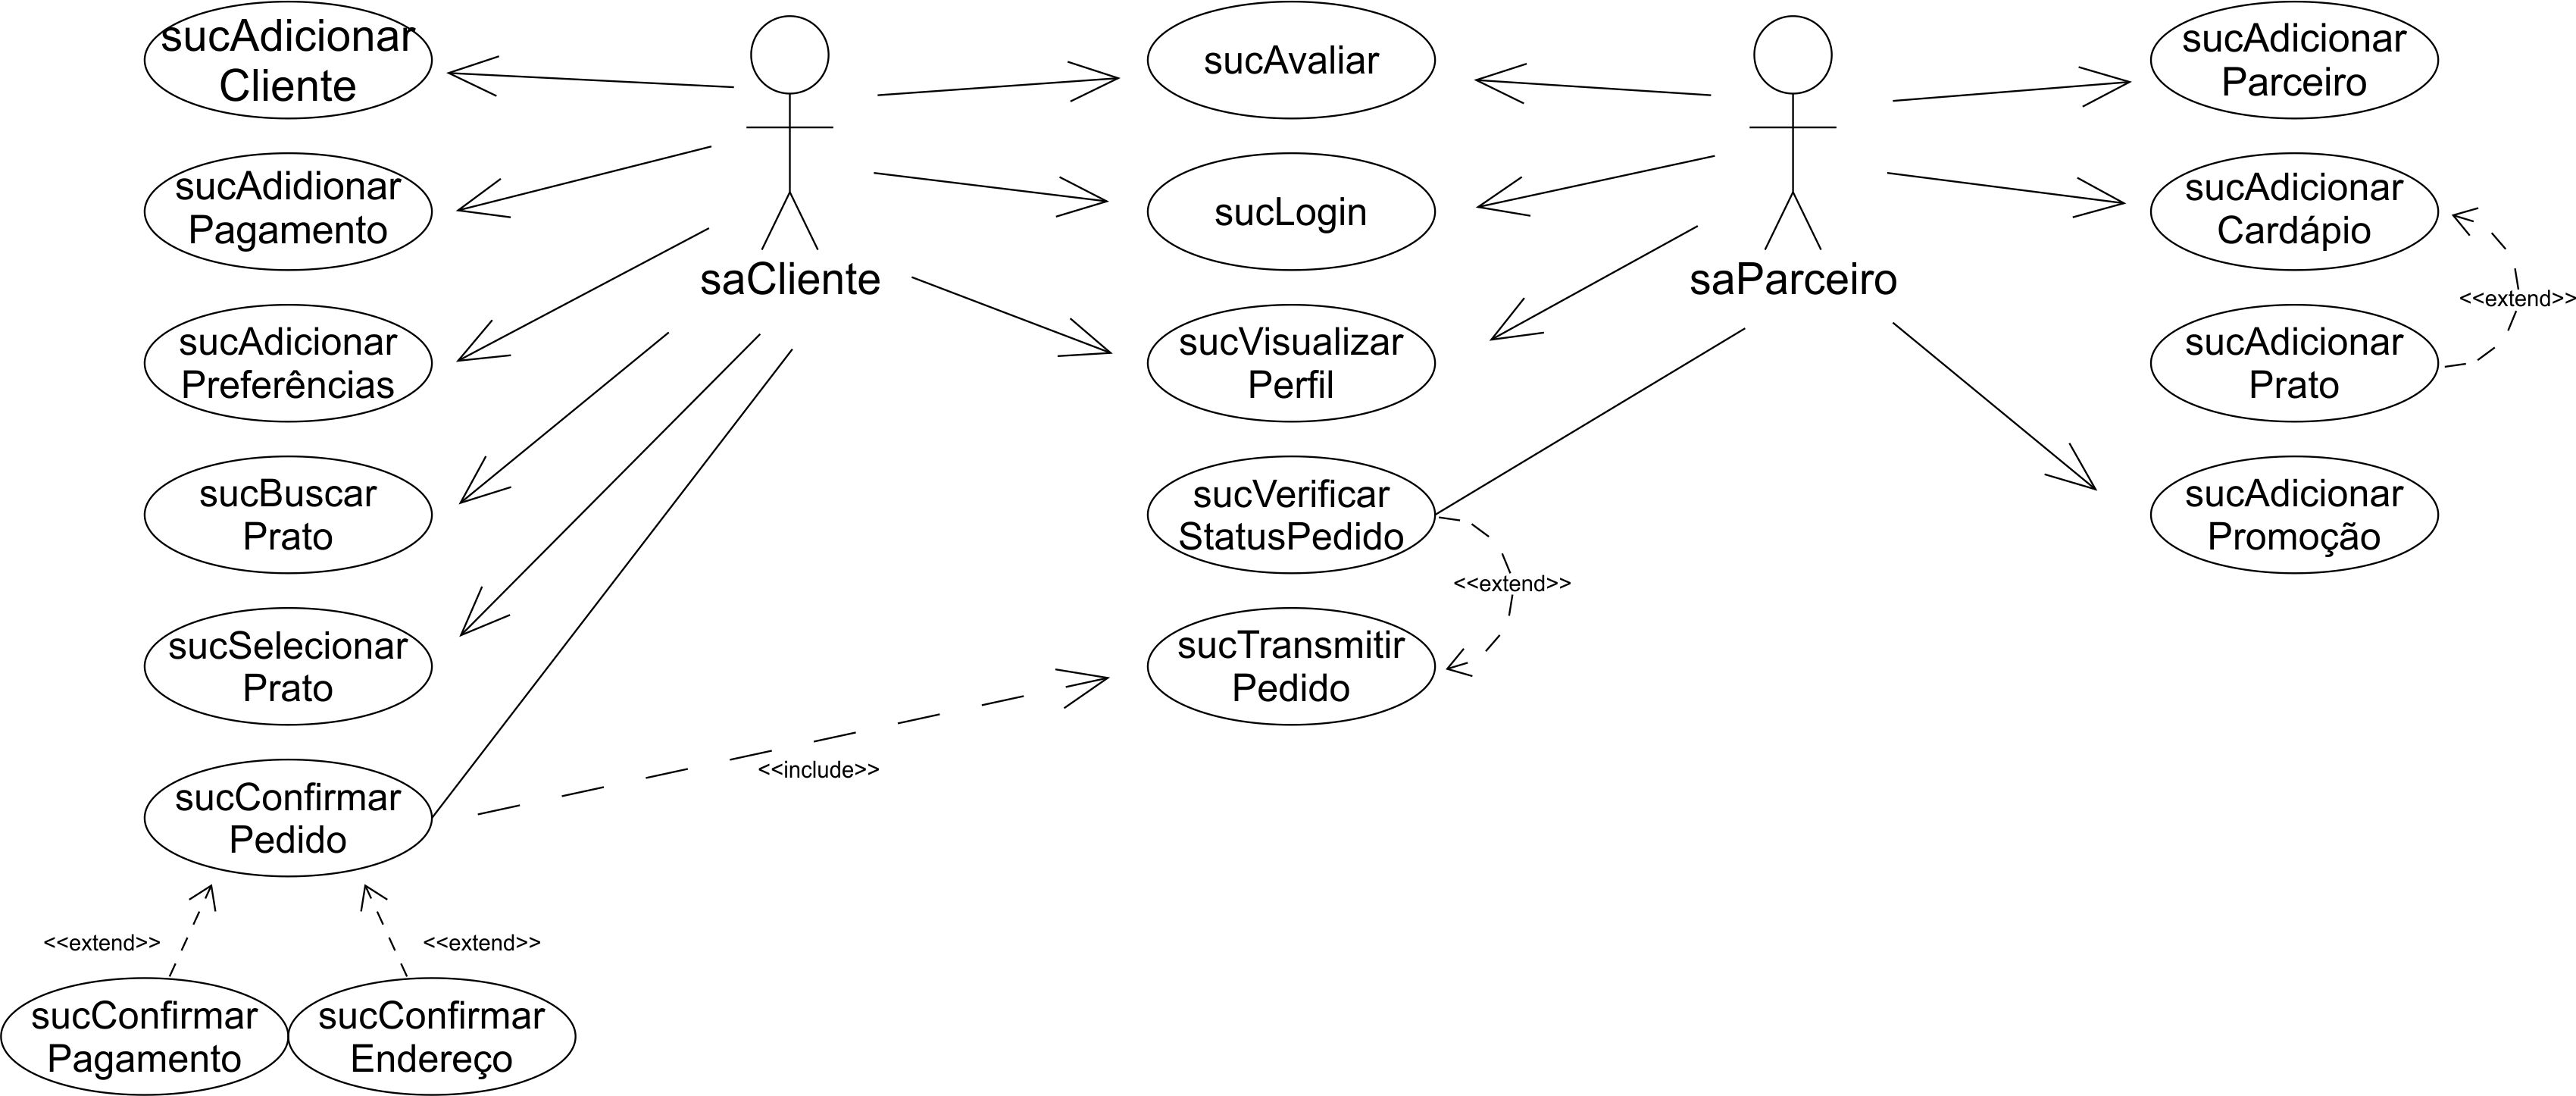 sucAdicionar
Cliente
sucAdidionar
Pagamento
sucAdicionar
Preferências
sucBuscar
Prato
sucSelecionar
Prato
sucConfirmar
Pedido
<<extend>>
<<extend>>
sucConfirmar
Pagamento
sucConfirmar
Endereço
saCliente
<<include>>
sucAvaliar
sucLogin
sucVisualizar
Perfil
sucVerificar
StatusPedido
<<extend>>
sucTransmitir
Pedido
saParceiro
sucAdicionar
Parceiro
sucAdicionar
Cardápio
<<extend>>
sucAdicionar
Prato
sucAdicionar
Promoção